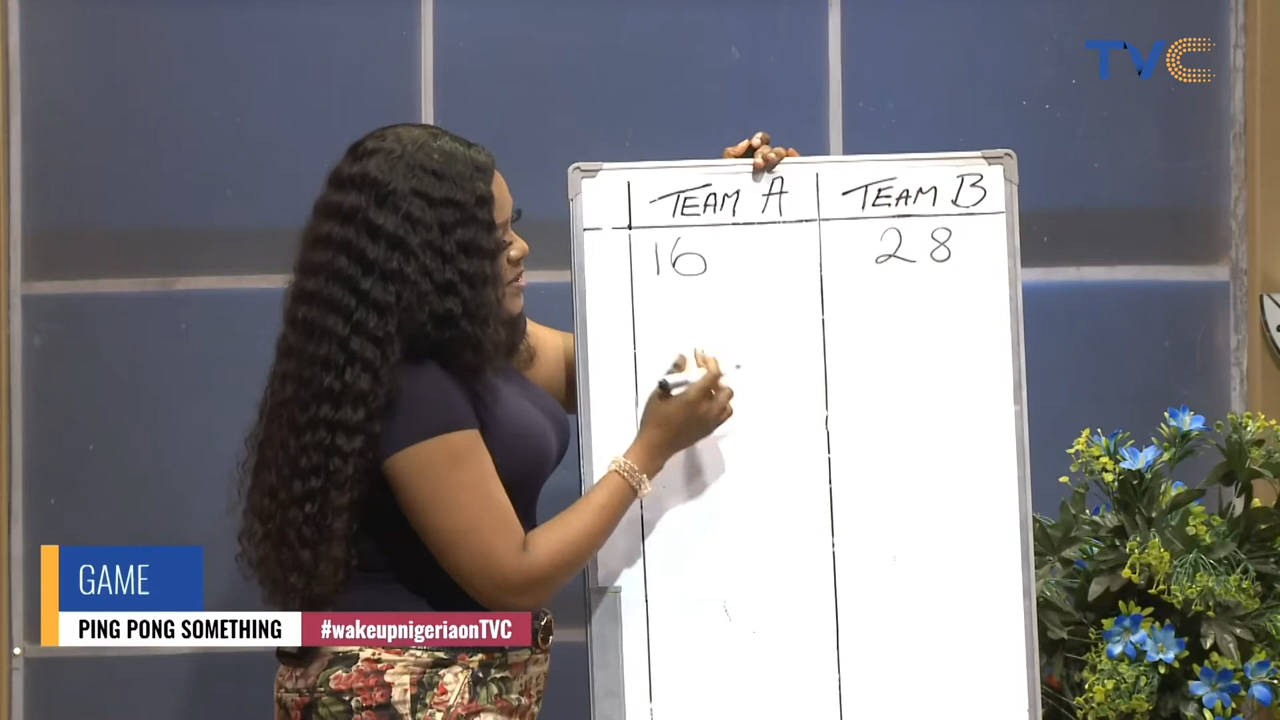 TVC
TEAM A TEAM B
16 28
GAME
PING PONG SOMETHING #wakeupnigeriaonTVC